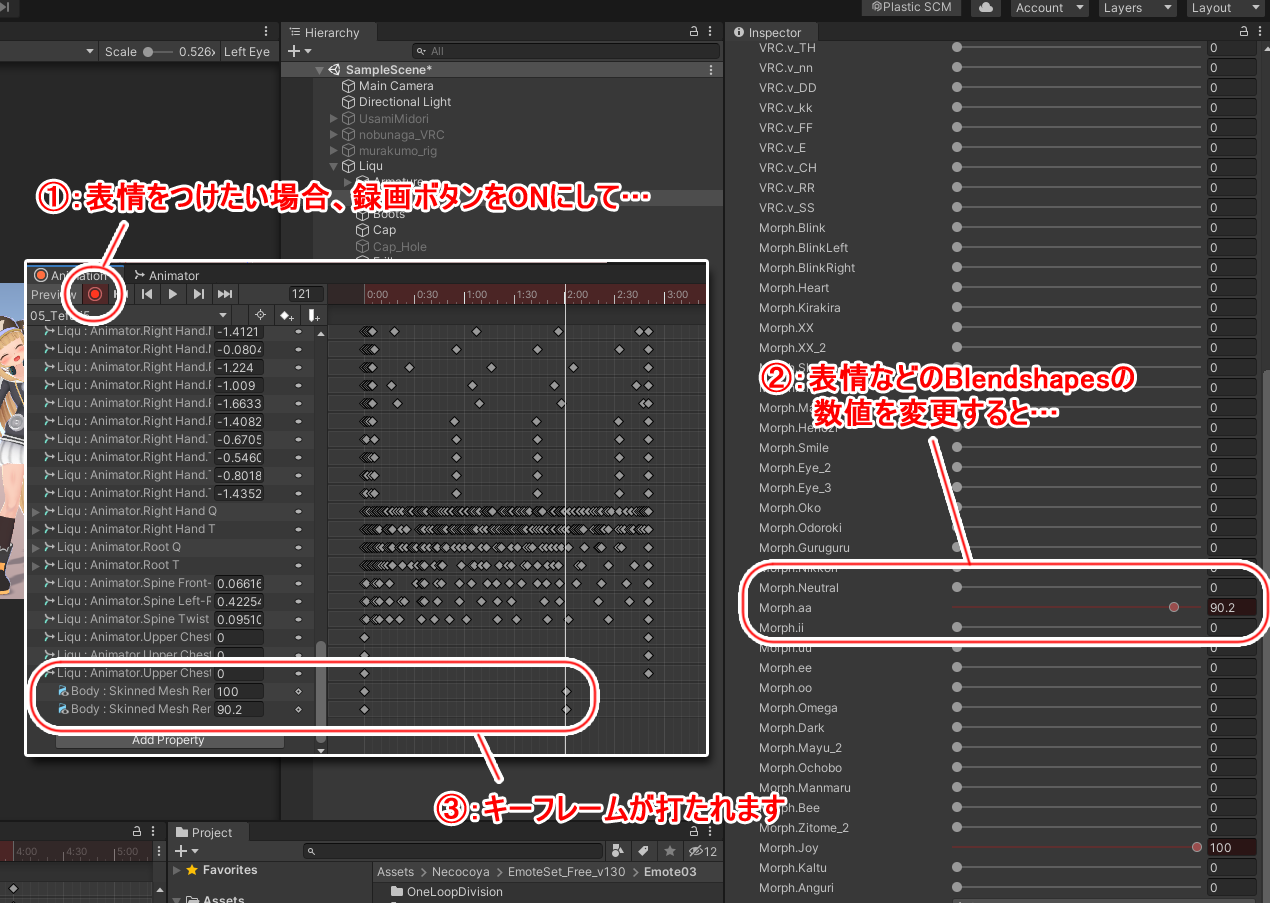 Plastic SCM
Account
Layers
Layout
Scale
0.526x
Left Eye
Hierarchy
All
SampleScene*
Main Camera
Directional Light
UsamiMidori
nobunaga_VRC
murakumo_rig
Liqu
Armature
Boots
Cap
Cap_Hole
①：表情をつけたい場合、録画ボタンをONにして…
Animation
Animator
Preview
121
0:00
0:30
1:00
1:30
2:00
2:30
3:00
Liqu : Animator.Right Hand. -1.4121
Liqu : Animator.Right Hand. -0.0804
Liqu : Animator.Right Hand. -1.224
Liqu : Animator.Right Hand. -1.009
Liqu : Animator.Right Hand. -1.6633
Liqu : Animator.Right Hand. -1.4082
Liqu : Animator.Right Hand. -0.6705
Liqu : Animator.Right Hand. -0.5460
Liqu : Animator.Right Hand. -0.8018
Liqu : Animator.Right Hand. -1.4352
Liqu : Animator.Right Hand Q
Liqu : Animator.Right Hand T
Liqu : Animator.Root Q
Liqu : Animator.Root T
Liqu : Animator.Spine Front- 0.06616
Liqu : Animator.Spine Left-R 0.42254
Liqu : Animator.Spine Twist 0.09510
Liqu : Animator.Upper Chest 0
Liqu : Animator.Upper Chest 0
Liqu : Animator.Upper Chest 0
Body : Skinned Mesh Ren 100
Body : Skinned Mesh Ren 90.2
Add Property
③：キーフレームが打たれます
4:00
4:30
5:00
Project
12
Favorites
Assets
Assets > Necocoya > EmoteSet_Free_v130 > Emote03
OneLoopDivision
Inspector
VRC.v_TH 0
VRC.v_nn 0
VRC.v_DD 0
VRC.v_kk 0
VRC.v_FF 0
VRC.v_E 0
VRC.v_CH 0
VRC.v_RR 0
VRC.v_SS 0
Morph.Blink 0
Morph.BlinkLeft 0
Morph.BlinkRight 0
Morph.Heart 0
Morph.Kirakira 0
Morph.XX 0
Morph.XX_2 0
②：表情などのBlendshapesの
数値を変更すると…
Morph.Smile 0
Morph.Eye_2 0
Morph.Eye_3 0
Morph.Oko 0
Morph.Odoroki 0
Morph.Guruguru 0
Morph.Nikkori 0
Morph.Neutral 0
Morph.aa 90.2
Morph.ii 0
Morph.uu 0
Morph.ee 0
Morph.oo 0
Morph.Omega 0
Morph.Dark 0
Morph.Mayu_2 0
Morph.Ochobo 0
Morph.Manmaru 0
Morph.Bee 0
Morph.Zitome_2 0
Morph.Joy 100
Morph.Kaltu 0
Morph.Anguri 0